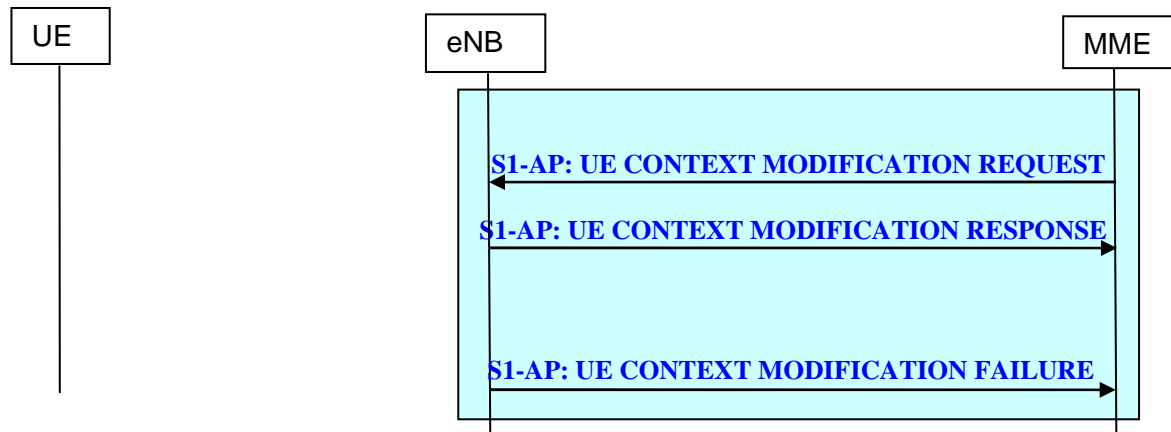 UE
eNB
MME
S1-AP: UE CONTEXT MODIFICATION REQUEST
S1-AP: UE CONTEXT MODIFICATION RESPONSE
S1-AP: UE CONTEXT MODIFICATION FAILURE